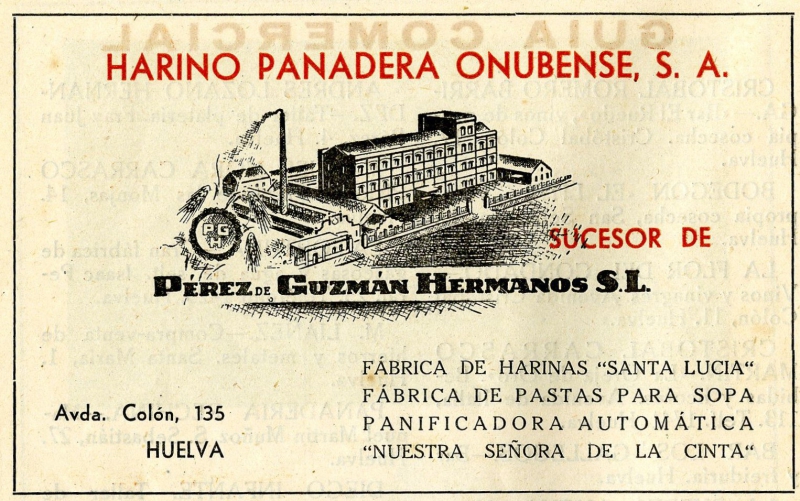 HARINO PANADERA ONUBENSE, S. A.
P G
H
H
SUCESOR DE
PÉREZ DE GUZMÁN HERMANOS S.L.
FÁBRICA DE HARINAS "SANTA LUCIA"
FÁBRICA DE PASTAS PARA SOPA
PANIFICADORA AUTOMÁTICA
"NUESTRA SEÑORA DE LA CINTA"
Avda. Colón, 135
HUELVA